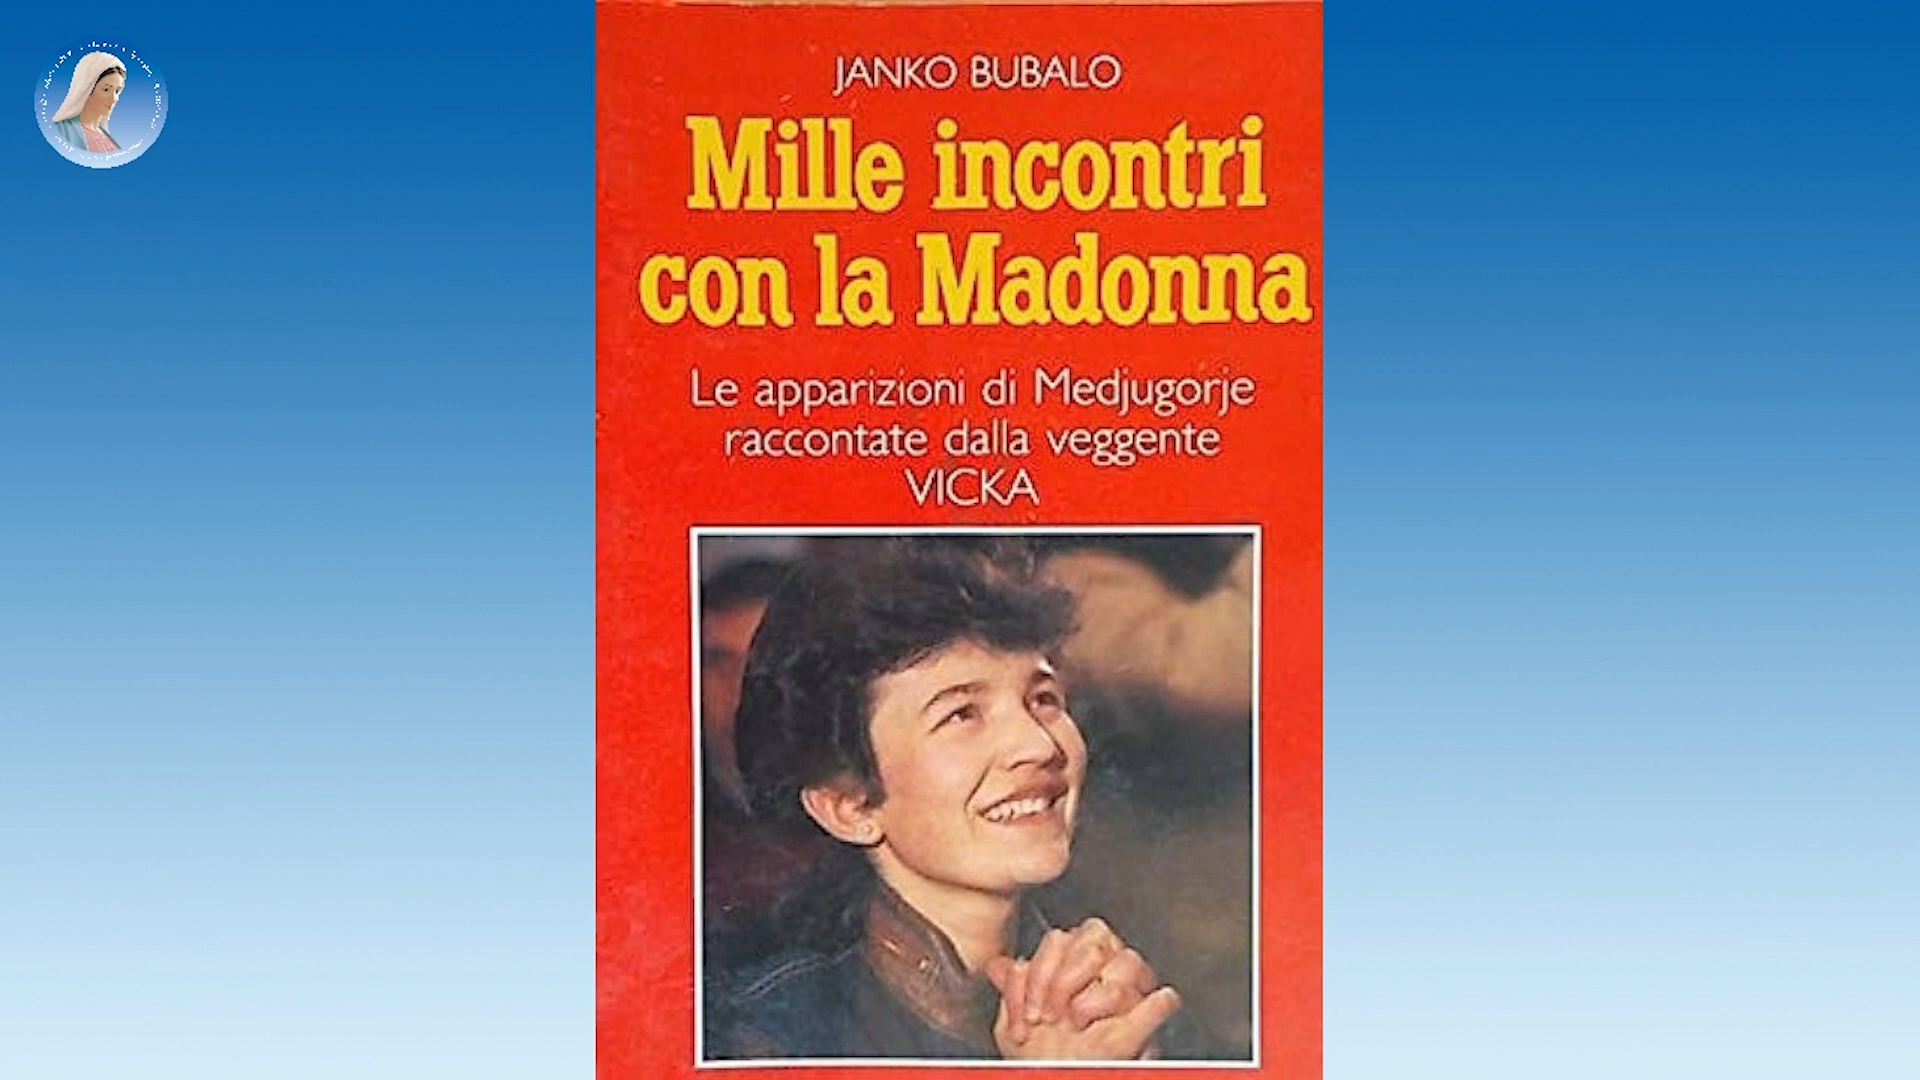 JANKO BUBALO
Mille incontri
con la Madonna
Le apparizioni di Medjugorje
raccontate dalla veggente
VICKA